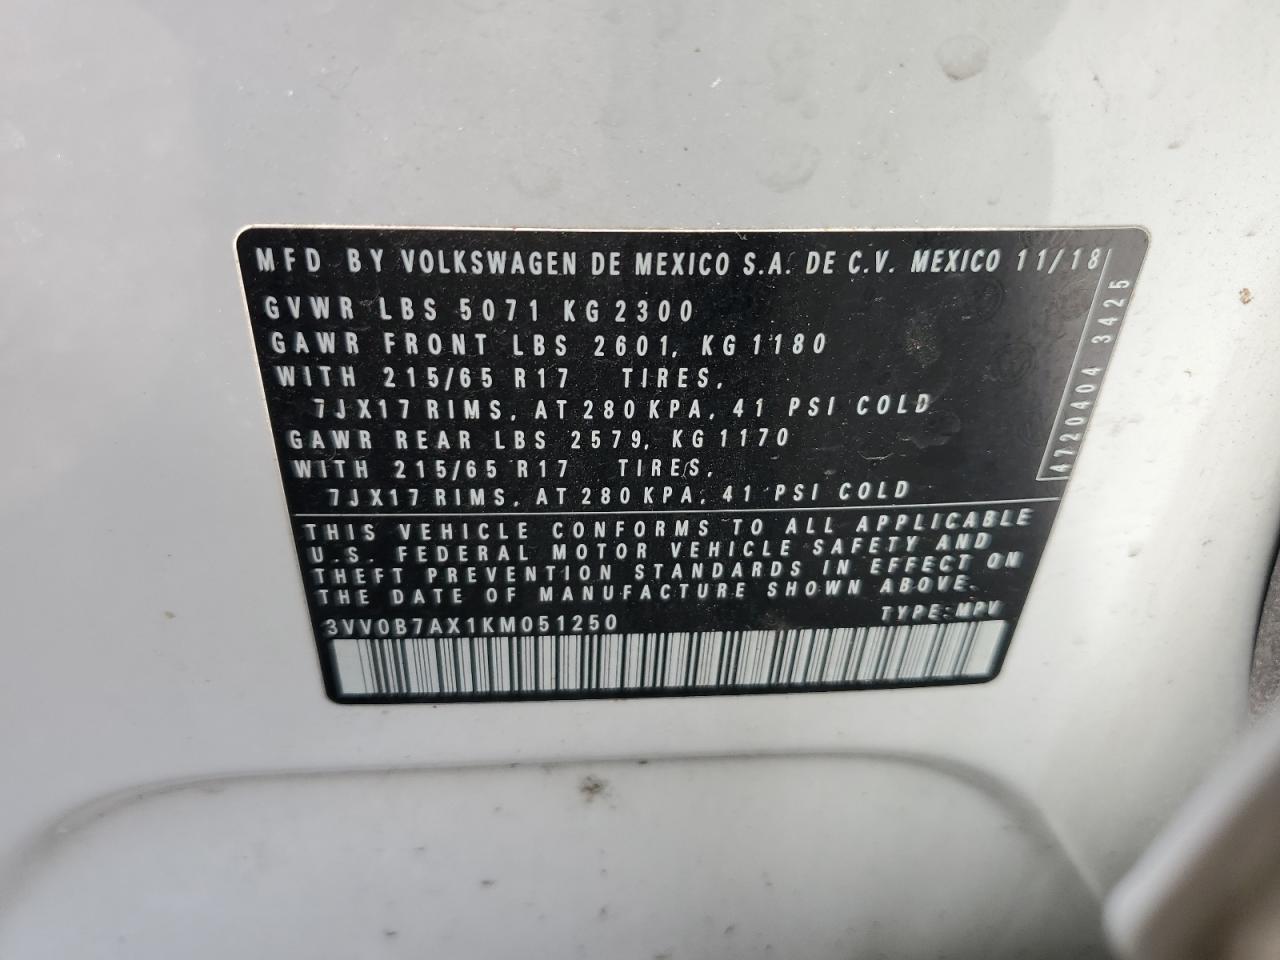 MFD BY VOLKSWAGEN DE MEXICO S.A. DE C.V. MEXICO 11/18
GVWR LBS 5071 KG 2300
GAWR FRONT LBS 2601, KG 1180
WITH 215/65 R17 TIRES,
7JX17 RIMS, AT 280 KPA, 41 PSI COLD
GAWR REAR LBS 2579, KG 1170
WITH 215/65 R17 TIRES,
7JX17 RIMS, AT 280 KPA, 41 PSI COLD
4720404 3425
THIS VEHICLE CONFORMS TO ALL APPLICABLE
U.S. FEDERAL MOTOR VEHICLE SAFETY AND
THEFT PREVENTION STANDARDS IN EFFECT ON
THE DATE OF MANUFACTURE SHOWN ABOVE.
3VV0B7AX1KM051250 TYPE: MPV